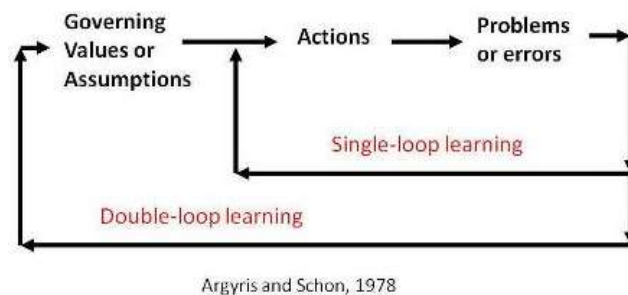 Governing
Values or
Assumptions
Actions
Problems
or errors
Single-loop learning
Double-loop learning
Argyris and Schon, 1978